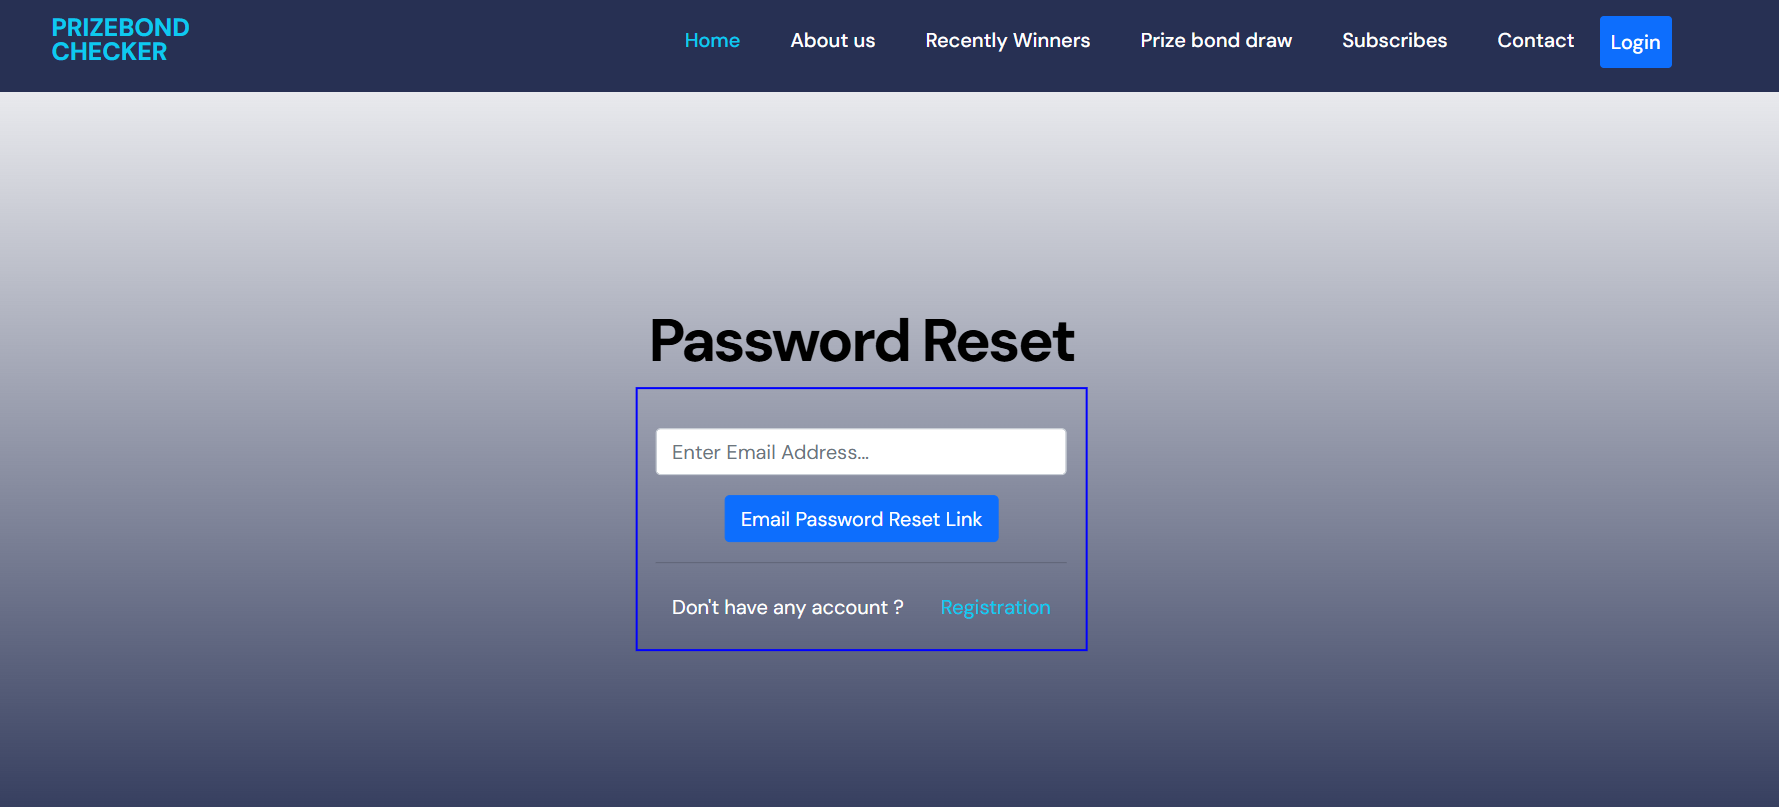 PRIZEBOND
CHECKER
Home About us Recently Winners Prize bond draw Subscribes Contact Login
Password Reset
Enter Email Address...
Email Password Reset Link
Don't have any account ? Registration